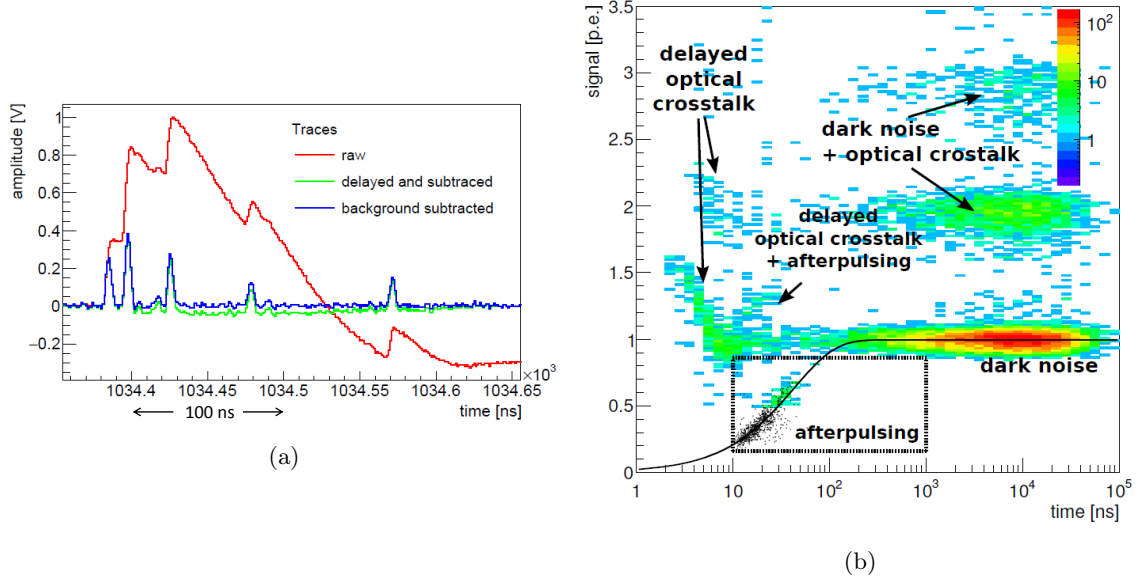 amplitude [V]
1
0.8
0.6
0.4
0.2
0
−0.2
Traces
raw
delayed and subtraced
background subtracted
1034.4
1034.45
1034.5
1034.55
1034.6
1034.65
×10³
time [ns]
100 ns
(a)
signal [p.e.]
3.5
3
2.5
2
1.5
1
0.5
0
delayed
optical
crosstalk
dark noise
+ optical crostalk
delayed
optical crosstalk
+ afterpulsing
dark noise
afterpulsing
10²
10
1
1
10
10²
10³
10⁴
10⁵
time [ns]
(b)